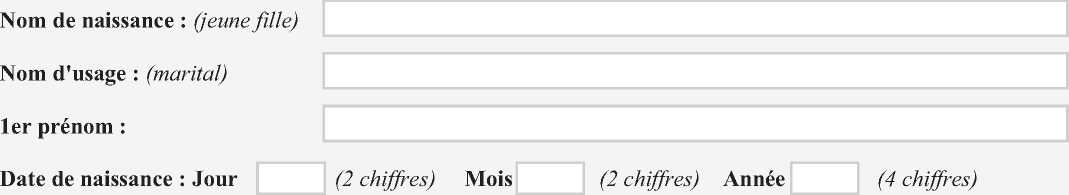 Nom de naissance : (jeune fille)
Nom d'usage : (marital)
1er prénom :
Date de naissance : Jour (2 chiffres) Mois (2 chiffres) Année (4 chiffres)